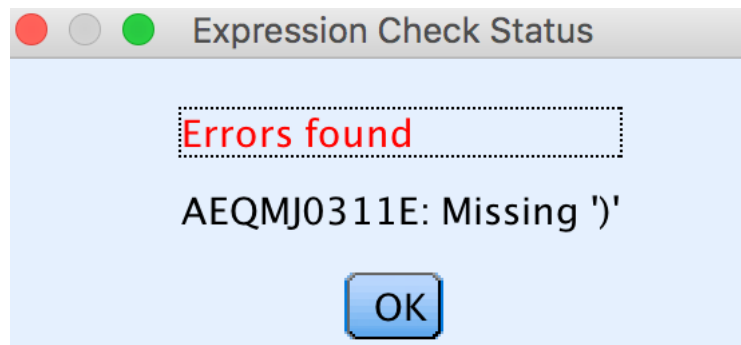 Expression Check Status
Errors found
AEQMJ0311E: Missing ')'
OK